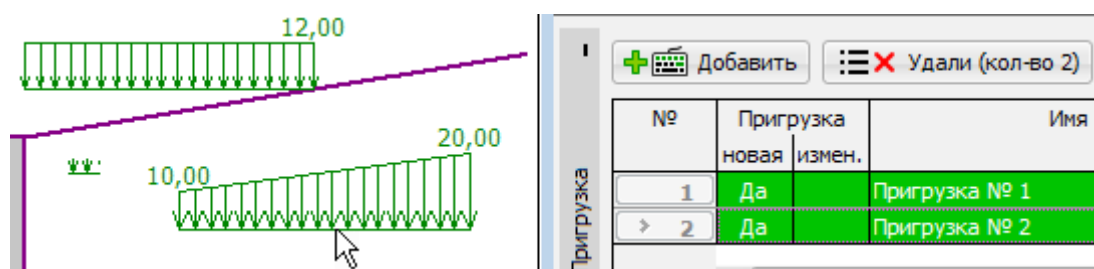 12,00
10,00
20,00
Добавить
Удали (кол-во 2)
№
Пригрузка
Имя
новая
измен.
1
Да
Пригрузка № 1
2
Да
Пригрузка № 2
Пригрузка